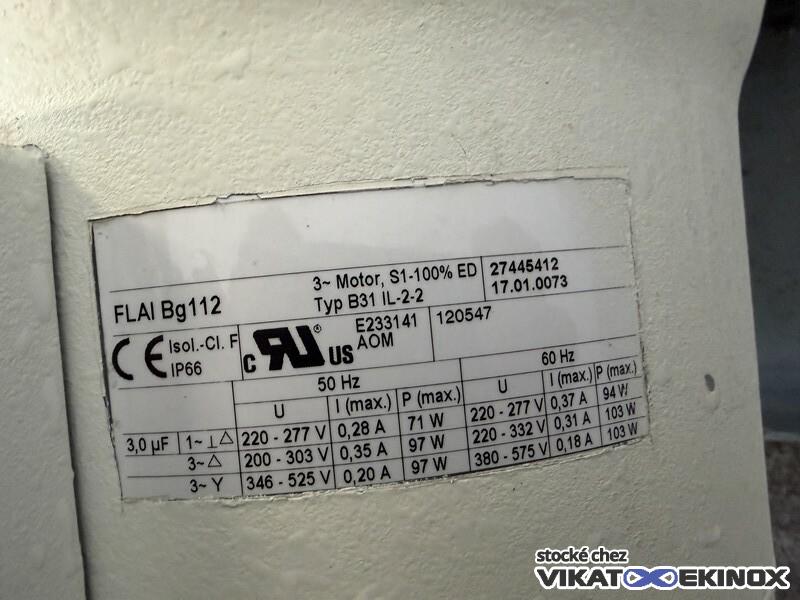 3~ Motor, S1-100% ED
27445412
FLAI Bg112
Typ B31 IL-2-2
17.01.0073
CE
Isol.-Cl. F
IP66
c RU ® US
E233141
AOM
120547
50 Hz
60 Hz
U I (max.) P (max.) U I (max.) P (max.)
3,0 µF 1~ ⊥ △ 220 - 277 V 0,28 A 71 W 220 - 277 V 0,37 A 94 W
3~ △ 200 - 303 V 0,35 A 97 W 220 - 332 V 0,31 A 103 W
3~ Y 346 - 525 V 0,20 A 97 W 380 - 575 V 0,18 A 103 W
stocké chez
VIKAT EKINOX